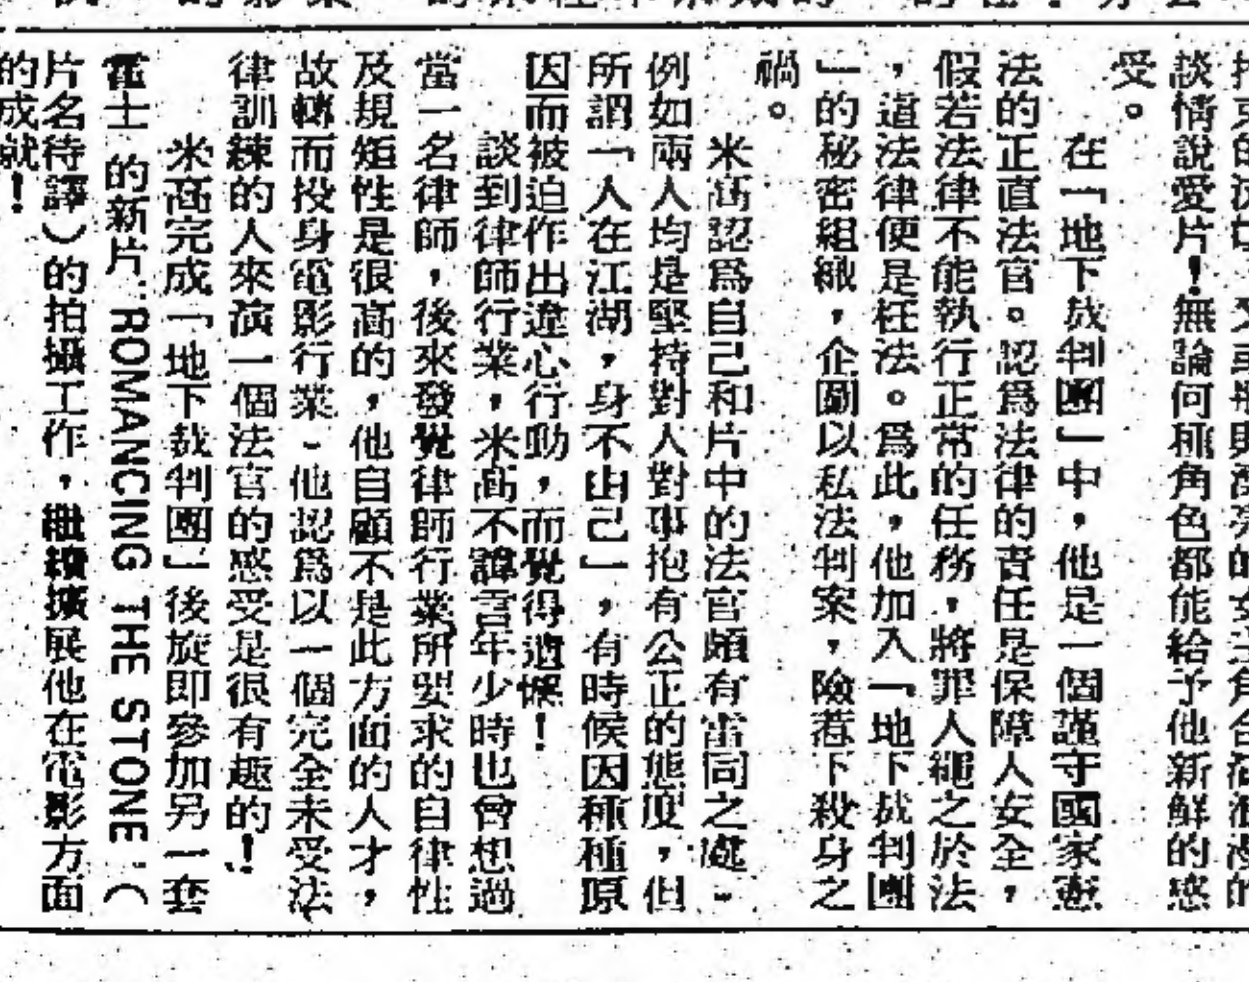 談情說愛片！無論何種角色都能給予他新鮮的感
受。
在「地下裁判團」中，他是一個謹守國家憲
法的正直法官。認爲法律的責任是保障人安全，
假若法律不能執行正常的任務，將罪人繩之於法
，道法律便是枉法。爲此，他加入「地下裁判團
」的秘密組織，企圖以私法判案，險惹下殺身之
禍。
米高認爲自己和片中的法官頗有雷同之處，
例如兩人均是堅持對人對事抱有公正的態度，但
所謂「人在江湖，身不由己」，有時候因種種原
因而被迫作出違心行動，而覺得遺憾！
談到律師行業，米高不諱言年少時也曾想過
當一名律師，後來發覺律師行業所要求的自律性
及規矩性是很高的，他自顧不是此方面的人才，
故轉而投身電影行業，他認爲以一個完全未受法
律訓練的人來演一個法官的感受是很有趣的！
米高完成「地下裁判團」後旋即參加另一套
霍士 的新片 ROMANCING THE STONE （
片名待譯）的拍攝工作，繼續擴展他在電影方面
的成就！